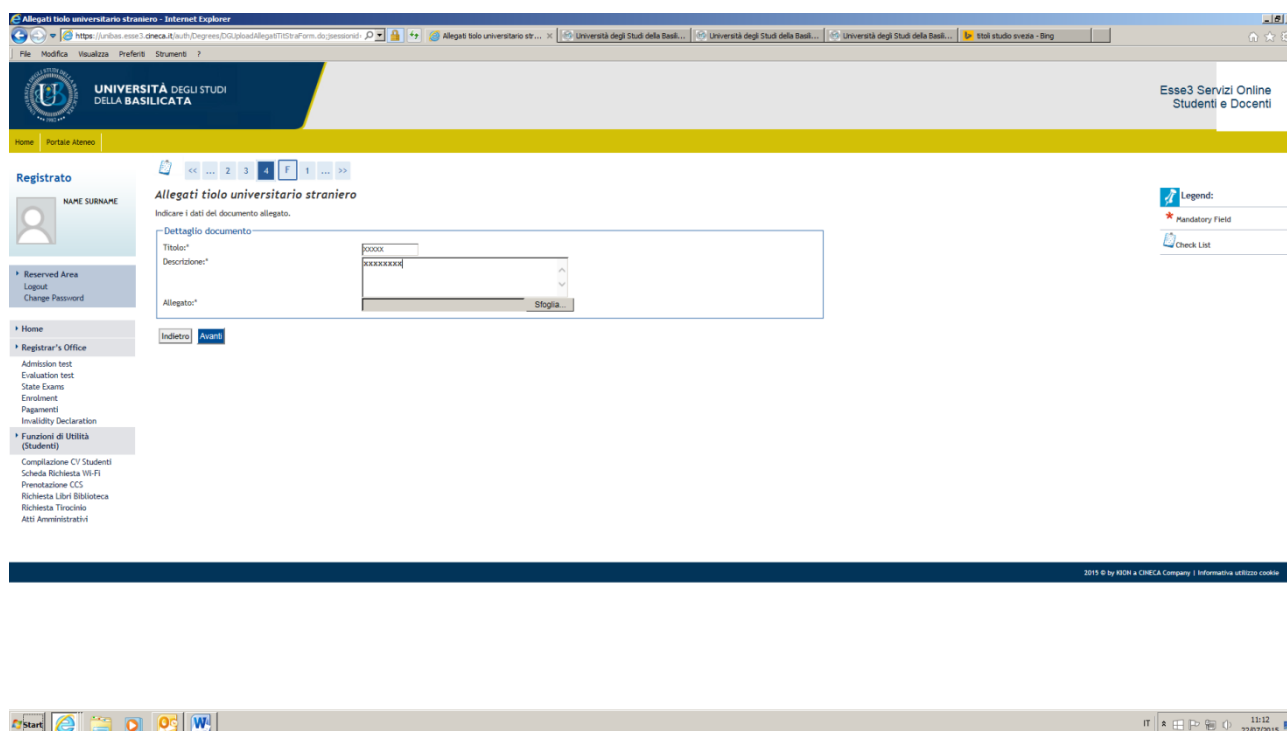 Allegati tiolo universitario straniero - Internet Explorer
https://unibas.esse3.cineca.it/auth/Degrees/DGUploadAllegatiTitStraForm.do;jsessionid=
Allegati tiolo universitario str...
Università degli Studi della Basili...
Università degli Studi della Basili...
Università degli Studi della Basili...
titoli studio svezia - Bing
File Modifica Visualizza Preferiti Strumenti ?
UNIVERSITÀ DEGLI STUDI
DELLA BASILICATA
Esse3 Servizi Online
Studenti e Docenti
Home Portale Ateneo
Registrato
NAME SURNAME
Reserved Area
Logout
Change Password
Home
Registrar's Office
Admission test
Evaluation test
State Exams
Enrolment
Pagamenti
Invalidity Declaration
Funzioni di Utilità
(Studenti)
Compilazione CV Studenti
Scheda Richiesta Wi-Fi
Prenotazione CCS
Richiesta Libri Biblioteca
Richiesta Tirocinio
Atti Amministrativi
<< ... 2 3 4 F 1 ... >>
Allegati tiolo universitario straniero
Indicare i dati del documento allegato.
Dettaglio documento
Titolo:* xxxxx
Descrizione:* xxxxxxxx
Allegato:* Sfoglia...
Indietro Avanti
Legend:
* Mandatory Field
Check List
2015 © by KION a CINECA Company | Informativa utilizzo cookie
Start
IT
11:12
22/07/2015